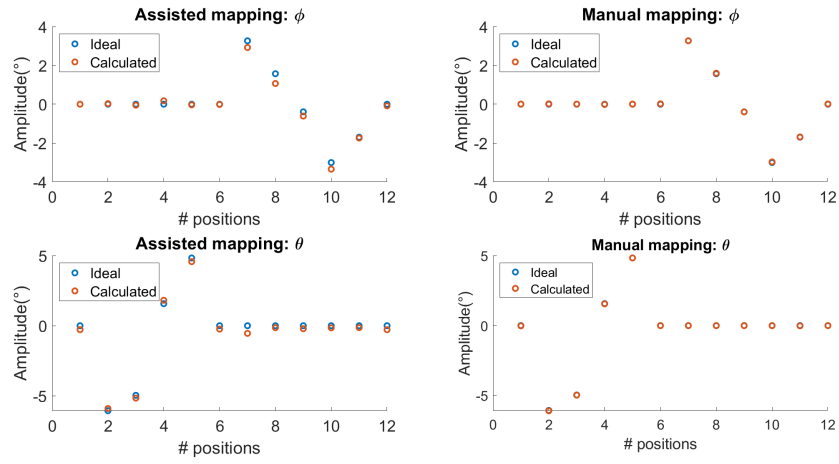 Assisted mapping: ϕ
Ideal
Calculated
Amplitude(°)
4
2
0
-2
-4
0 2 4 6 8 10 12
# positions
Manual mapping: ϕ
Ideal
Calculated
Amplitude(°)
4
2
0
-2
-4
0 2 4 6 8 10 12
# positions
Assisted mapping: θ
Ideal
Calculated
Amplitude(°)
5
0
-5
0 2 4 6 8 10 12
# positions
Manual mapping: θ
Ideal
Calculated
Amplitude(°)
5
0
-5
0 2 4 6 8 10 12
# positions